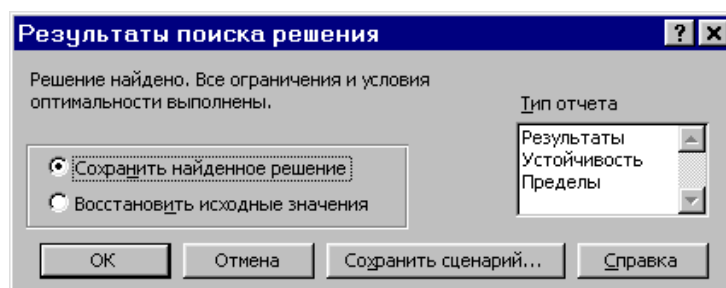 Результаты поиска решения
Решение найдено. Все ограничения и условия
оптимальности выполнены.
Тип отчета
Результаты
Устойчивость
Пределы
Сохранить найденное решение
Восстановить исходные значения
ОК
Отмена
Сохранить сценарий...
Справка